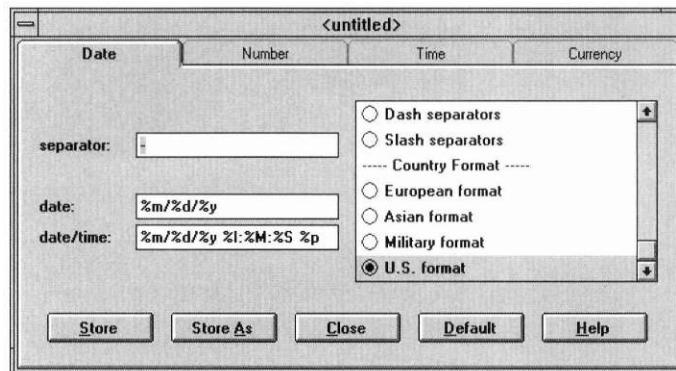 <untitled>
Date Number Time Currency
separator: -
date: %m/%d/%y
date/time: %m/%d/%y %I:%M:%S %p
Dash separators
Slash separators
----- Country Format -----
European format
Asian format
Military format
U.S. format
Store Store As Close Default Help